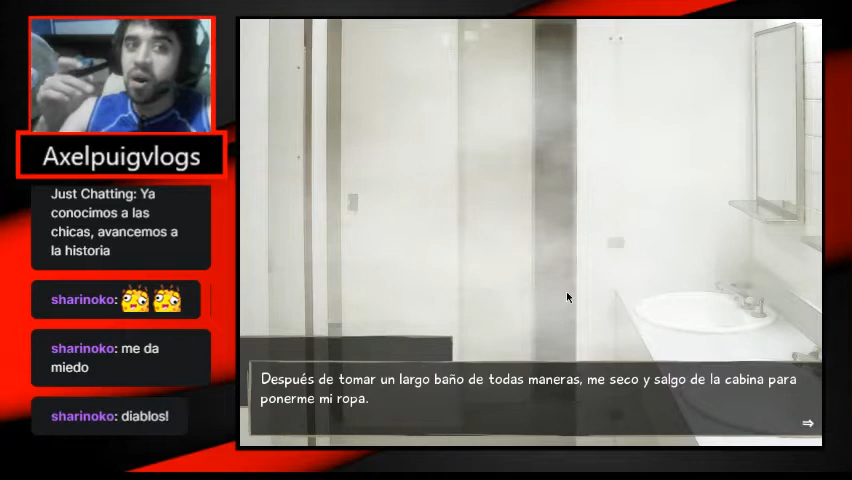 Axelpuigvlogs
Just Chatting: Ya
conocimos a las
chicas, avancemos a
la historia
sharinoko:
sharinoko: me da
miedo
sharinoko: diablos!
Después de tomar un largo baño de todas maneras, me seco y salgo de la cabina para
ponerme mi ropa.